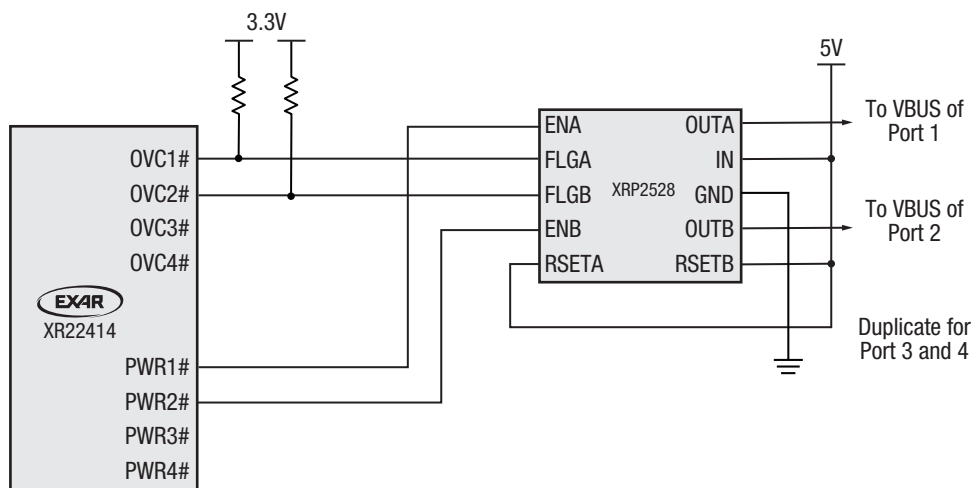 3.3V
5V
OVC1#
OVC2#
OVC3#
OVC4#
EXAR
XR22414
PWR1#
PWR2#
PWR3#
PWR4#
ENA
FLGA
FLGB
ENB
RSETA
XRP2528
OUTA
IN
GND
OUTB
RSETB
To VBUS of
Port 1
To VBUS of
Port 2
Duplicate for
Port 3 and 4